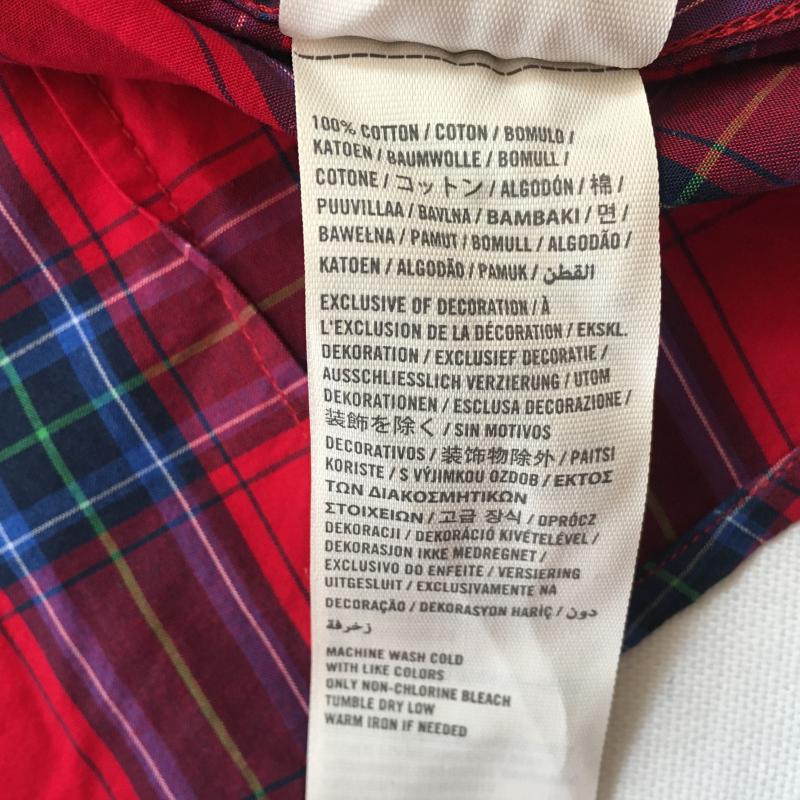 100% COTTON / COTON / BOMULD /
KATOEN / BAUMWOLLE / BOMULL /
COTONE / コットン / ALGODÓN / 棉 /
PUUVILLAA / BAVLNA / BAMBAKI / 면 /
BAWEŁNA / PAMUT / BOMULL / ALGODÃO /
KATOEN / ALGODÃO / PAMUK / القطن
EXCLUSIVE OF DECORATION / À
L'EXCLUSION DE LA DÉCORATION / EKSKL.
DEKORATION / EXCLUSIEF DECORATIE /
AUSSCHLIESSLICH VERZIERUNG / UTOM
DEKORATIONEN / ESCLUSA DECORAZIONE /
装飾を除く / SIN MOTIVOS
DECORATIVOS / 装饰物除外 / PAITSI
KORISTE / S VÝJIMKOU OZDOB / ΕΚΤΟΣ
ΤΩΝ ΔΙΑΚΟΣΜΗΤΙΚΩΝ
ΣΤΟΙΧΕΙΩΝ / 고급 장식 / OPRÓCZ
DEKORACJI / DEKORÁCIÓ KIVÉTELÉVEL /
DEKORASJON IKKE MEDREGNET /
EXCLUSIVO DO ENFEITE / VERSIERING
UITGESLUIT / EXCLUSIVAMENTE NA
DECORAÇÃO / DEKORASYON HARİÇ / دون
زخرفة
MACHINE WASH COLD
WITH LIKE COLORS
ONLY NON-CHLORINE BLEACH
TUMBLE DRY LOW
WARM IRON IF NEEDED